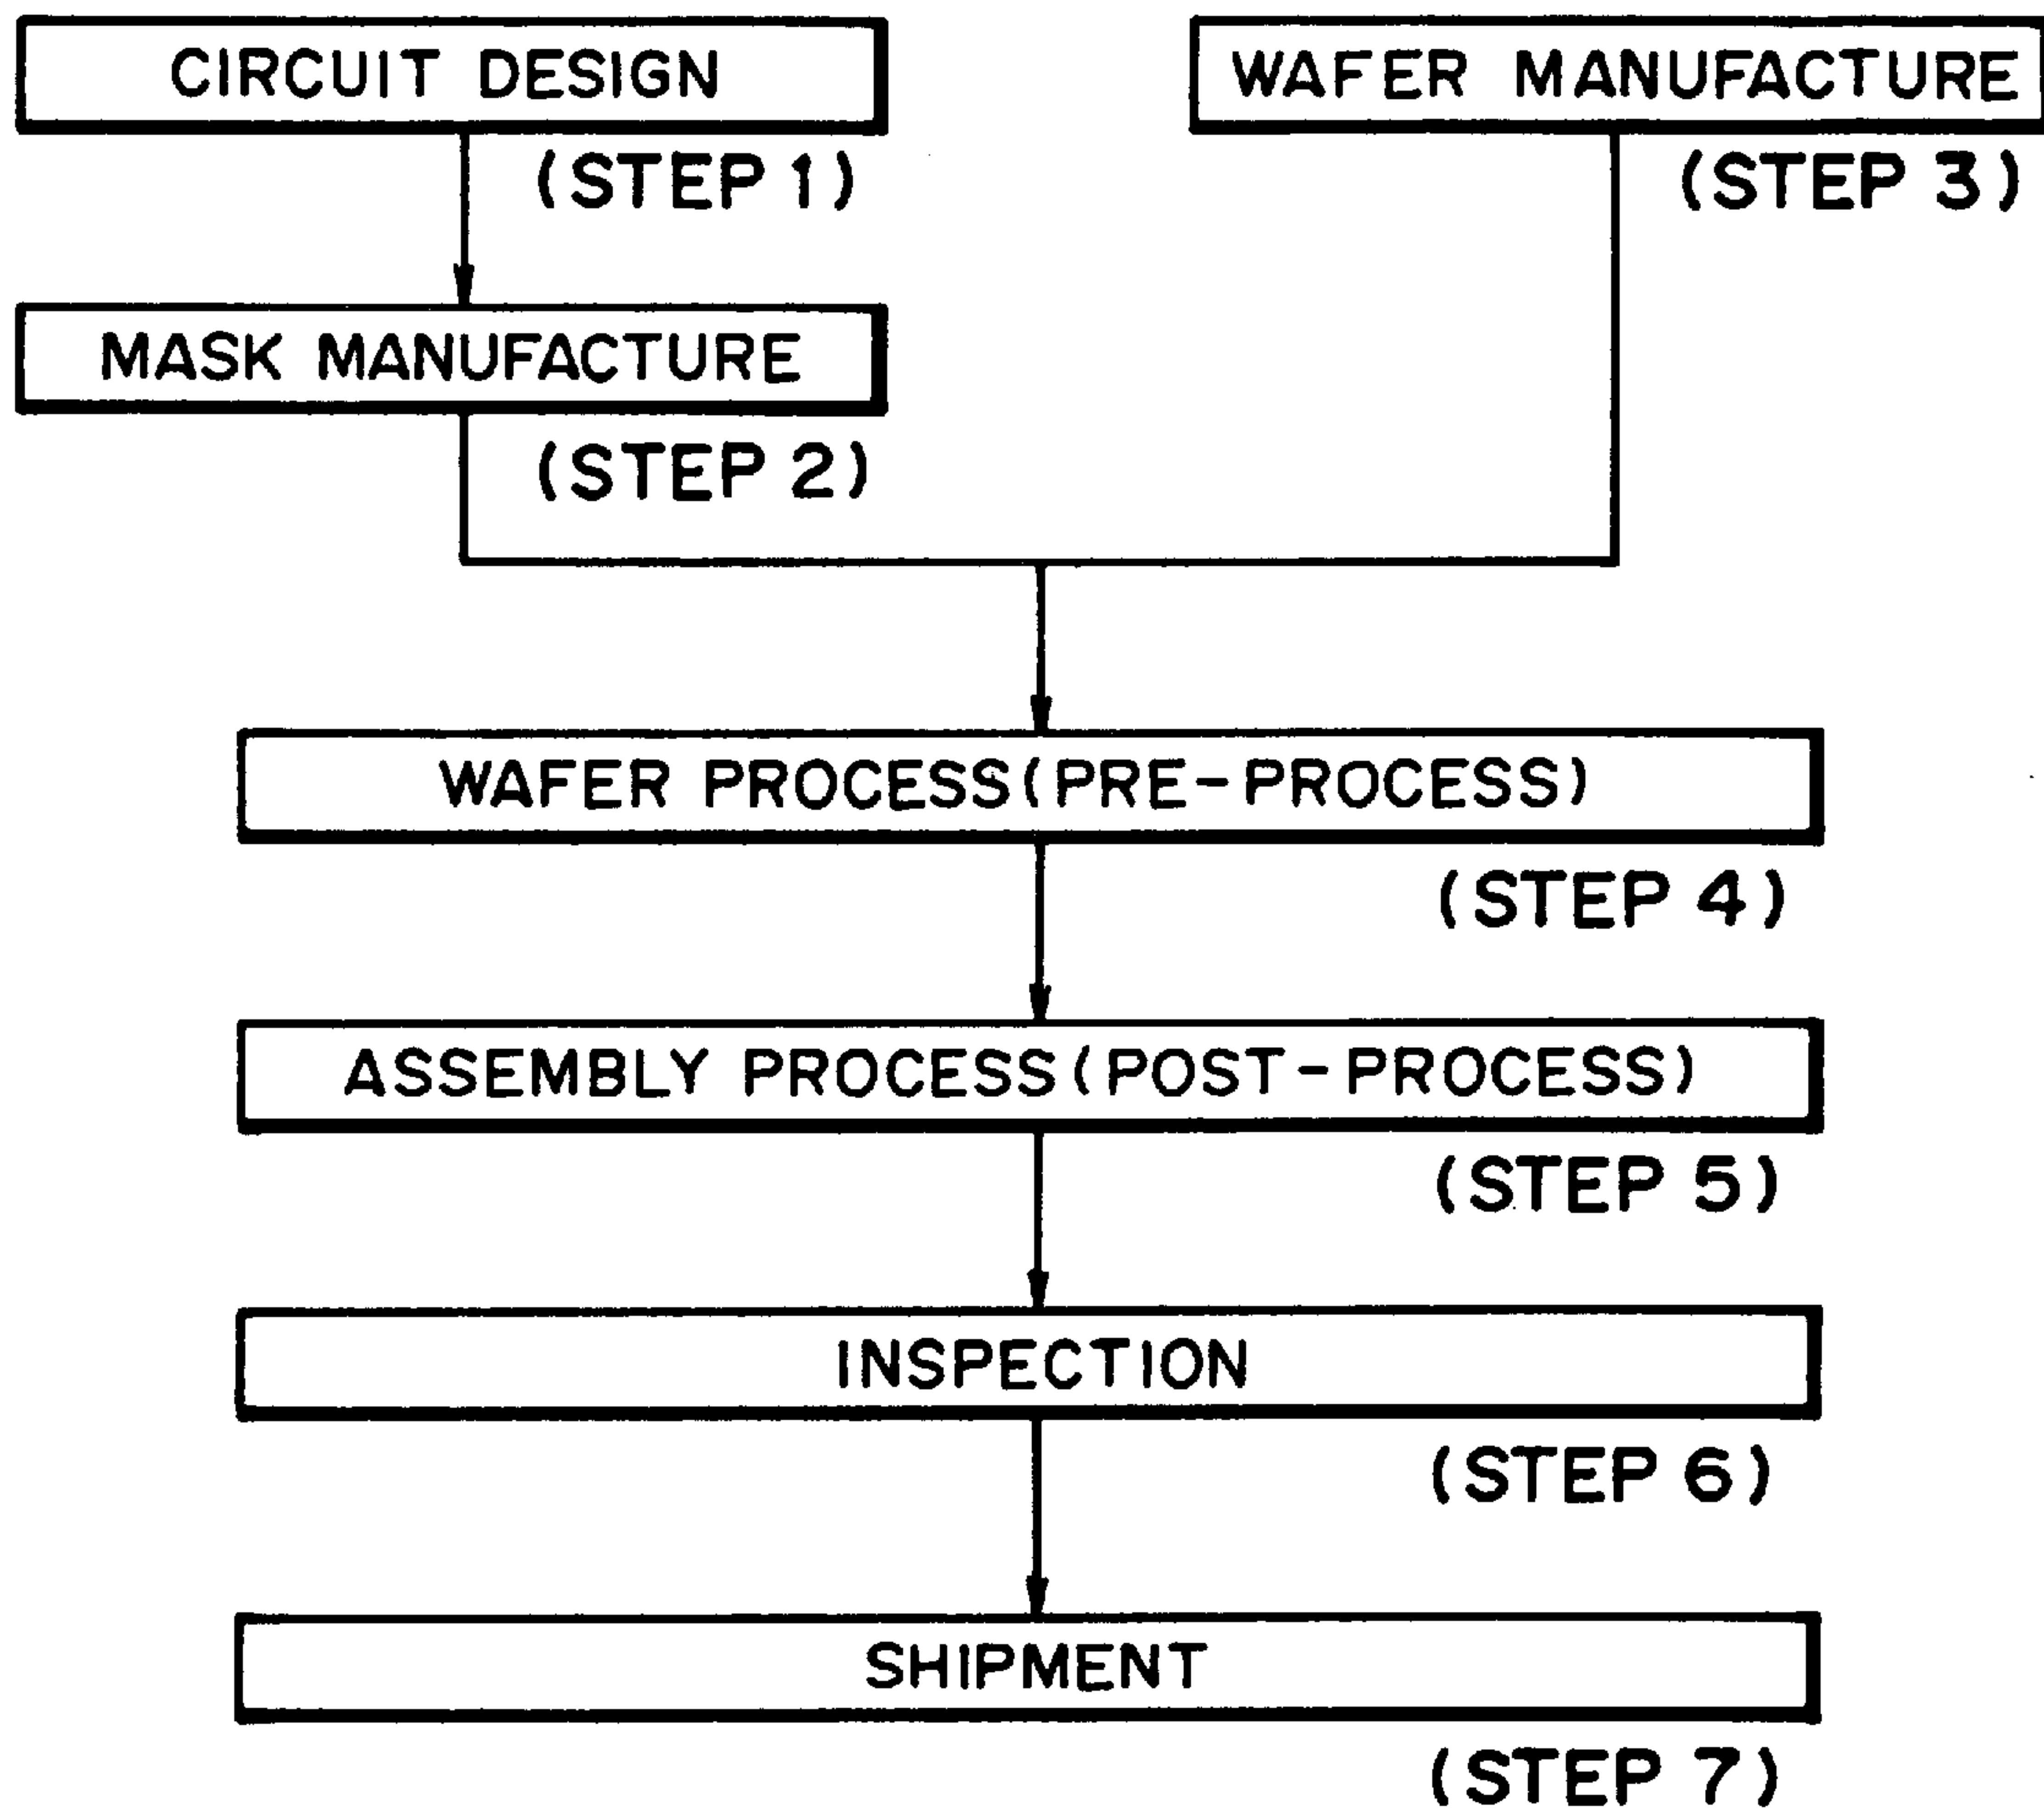 CIRCUIT DESIGN
(STEP 1)
WAFER MANUFACTURE
(STEP 3)
MASK MANUFACTURE
(STEP 2)
WAFER PROCESS(PRE-PROCESS)
(STEP 4)
ASSEMBLY PROCESS(POST-PROCESS)
(STEP 5)
INSPECTION
(STEP 6)
SHIPMENT
(STEP 7)